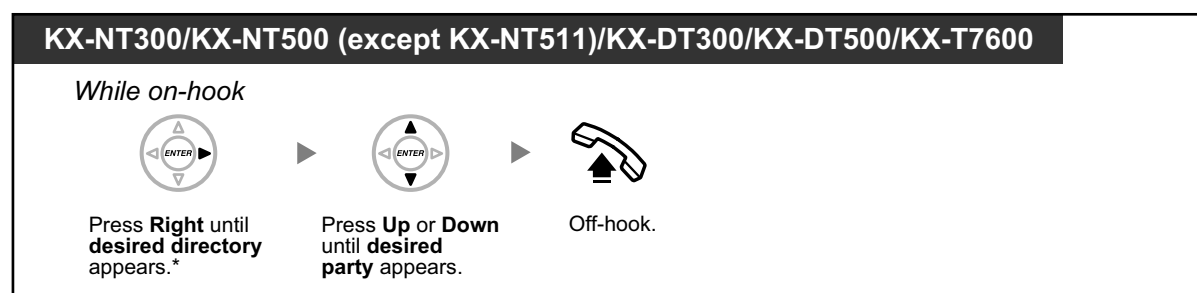 KX-NT300/KX-NT500 (except KX-NT511)/KX-DT300/KX-DT500/KX-T7600
While on-hook
ENTER
ENTER
Press Right until
desired directory
appears.*
Press Up or Down
until desired
party appears.
Off-hook.